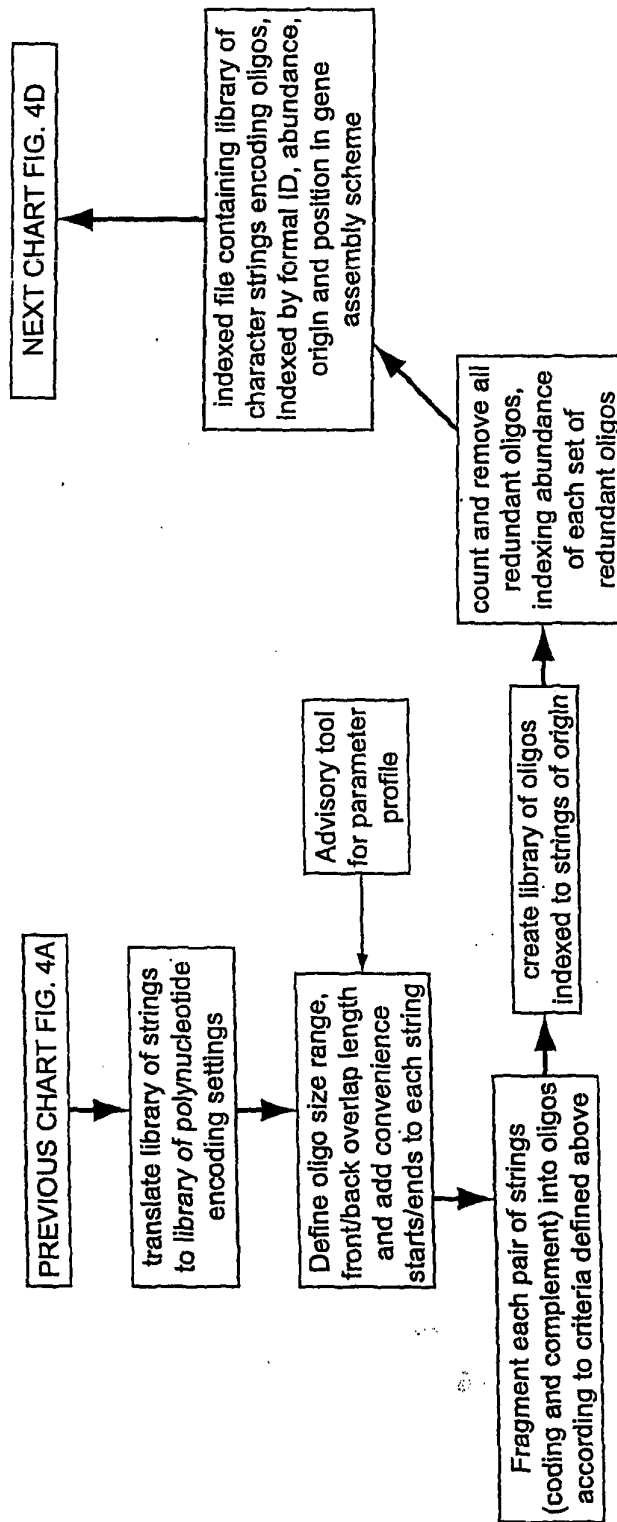 PREVIOUS CHART FIG. 4A
translate library of strings
to library of polynucleotide
encoding settings
Define oligo size range,
front/back overlap length
and add convenience
starts/ends to each string
Advisory tool
for parameter
profile
Fragment each pair of strings
(coding and complement) into oligos
according to criteria defined above
create library of oligos
indexed to strings of origin
count and remove all
redundant oligos,
indexing abundance
of each set of
redundant oligos
indexed file containing library of
character strings encoding oligos,
Indexed by formal ID, abundance,
origin and position in gene
assembly scheme
NEXT CHART FIG. 4D